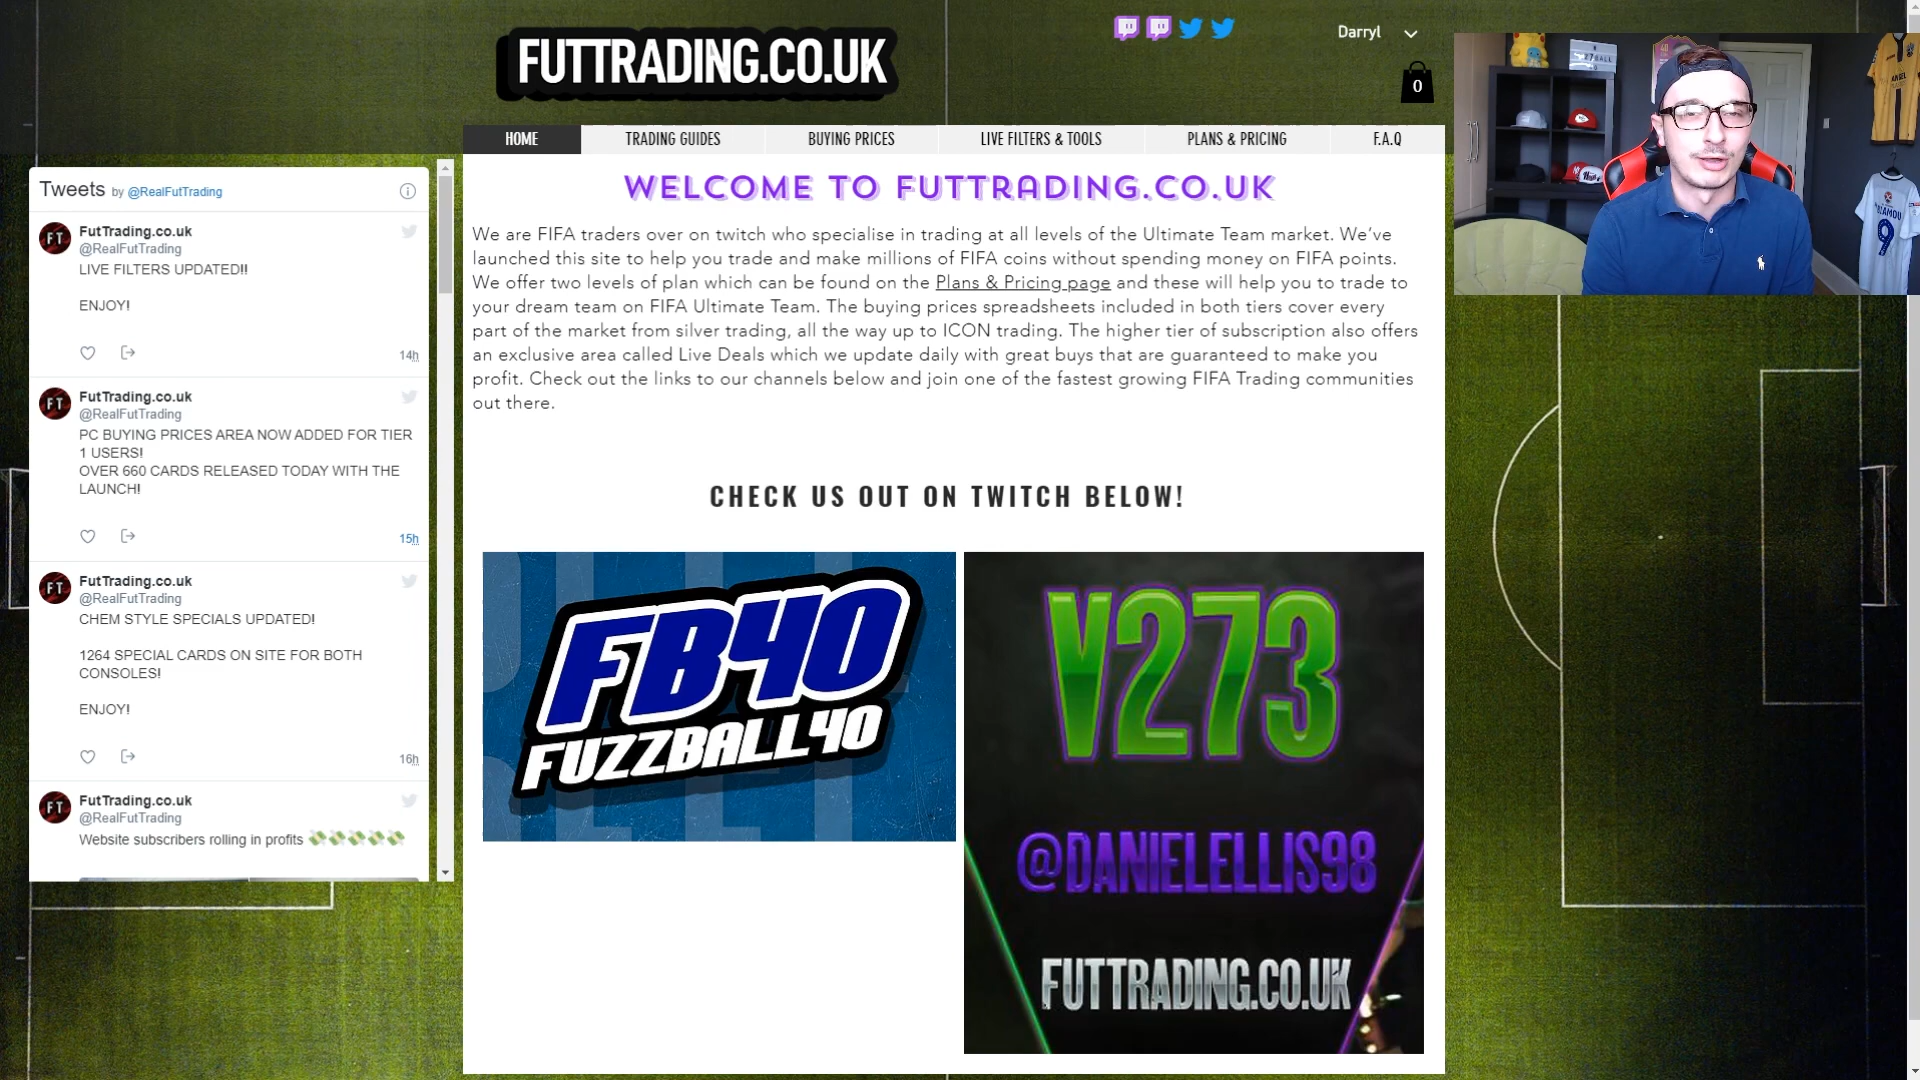 FUTTRADING.CO.UK
Darryl
0
HOME TRADING GUIDES BUYING PRICES LIVE FILTERS & TOOLS PLANS & PRICING F.A.Q
WELCOME TO FUTTRADING.CO.UK
We are FIFA traders over on twitch who specialise in trading at all levels of the Ultimate Team market. We've
launched this site to help you trade and make millions of FIFA coins without spending money on FIFA points.
We offer two levels of plan which can be found on the Plans & Pricing page and these will help you to trade to
your dream team on FIFA Ultimate Team. The buying prices spreadsheets included in both tiers cover every
part of the market from silver trading, all the way up to ICON trading. The higher tier of subscription also offers
an exclusive area called Live Deals which we update daily with great buys that are guaranteed to make you
profit. Check out the links to our channels below and join one of the fastest growing FIFA Trading communities
out there.
CHECK US OUT ON TWITCH BELOW!
FB40
FUZZBALL40
V273
@DANIELELLIS98
FUTTRADING.CO.UK
Tweets by @RealFutTrading
FT
FutTrading.co.uk
@RealFutTrading
LIVE FILTERS UPDATED!!
ENJOY!
14h
FT
FutTrading.co.uk
@RealFutTrading
PC BUYING PRICES AREA NOW ADDED FOR TIER
1 USERS!
OVER 660 CARDS RELEASED TODAY WITH THE
LAUNCH!
15h
FT
FutTrading.co.uk
@RealFutTrading
CHEM STYLE SPECIALS UPDATED!
1264 SPECIAL CARDS ON SITE FOR BOTH
CONSOLES!
ENJOY!
16h
FT
FutTrading.co.uk
@RealFutTrading
Website subscribers rolling in profits
ANGEL
9